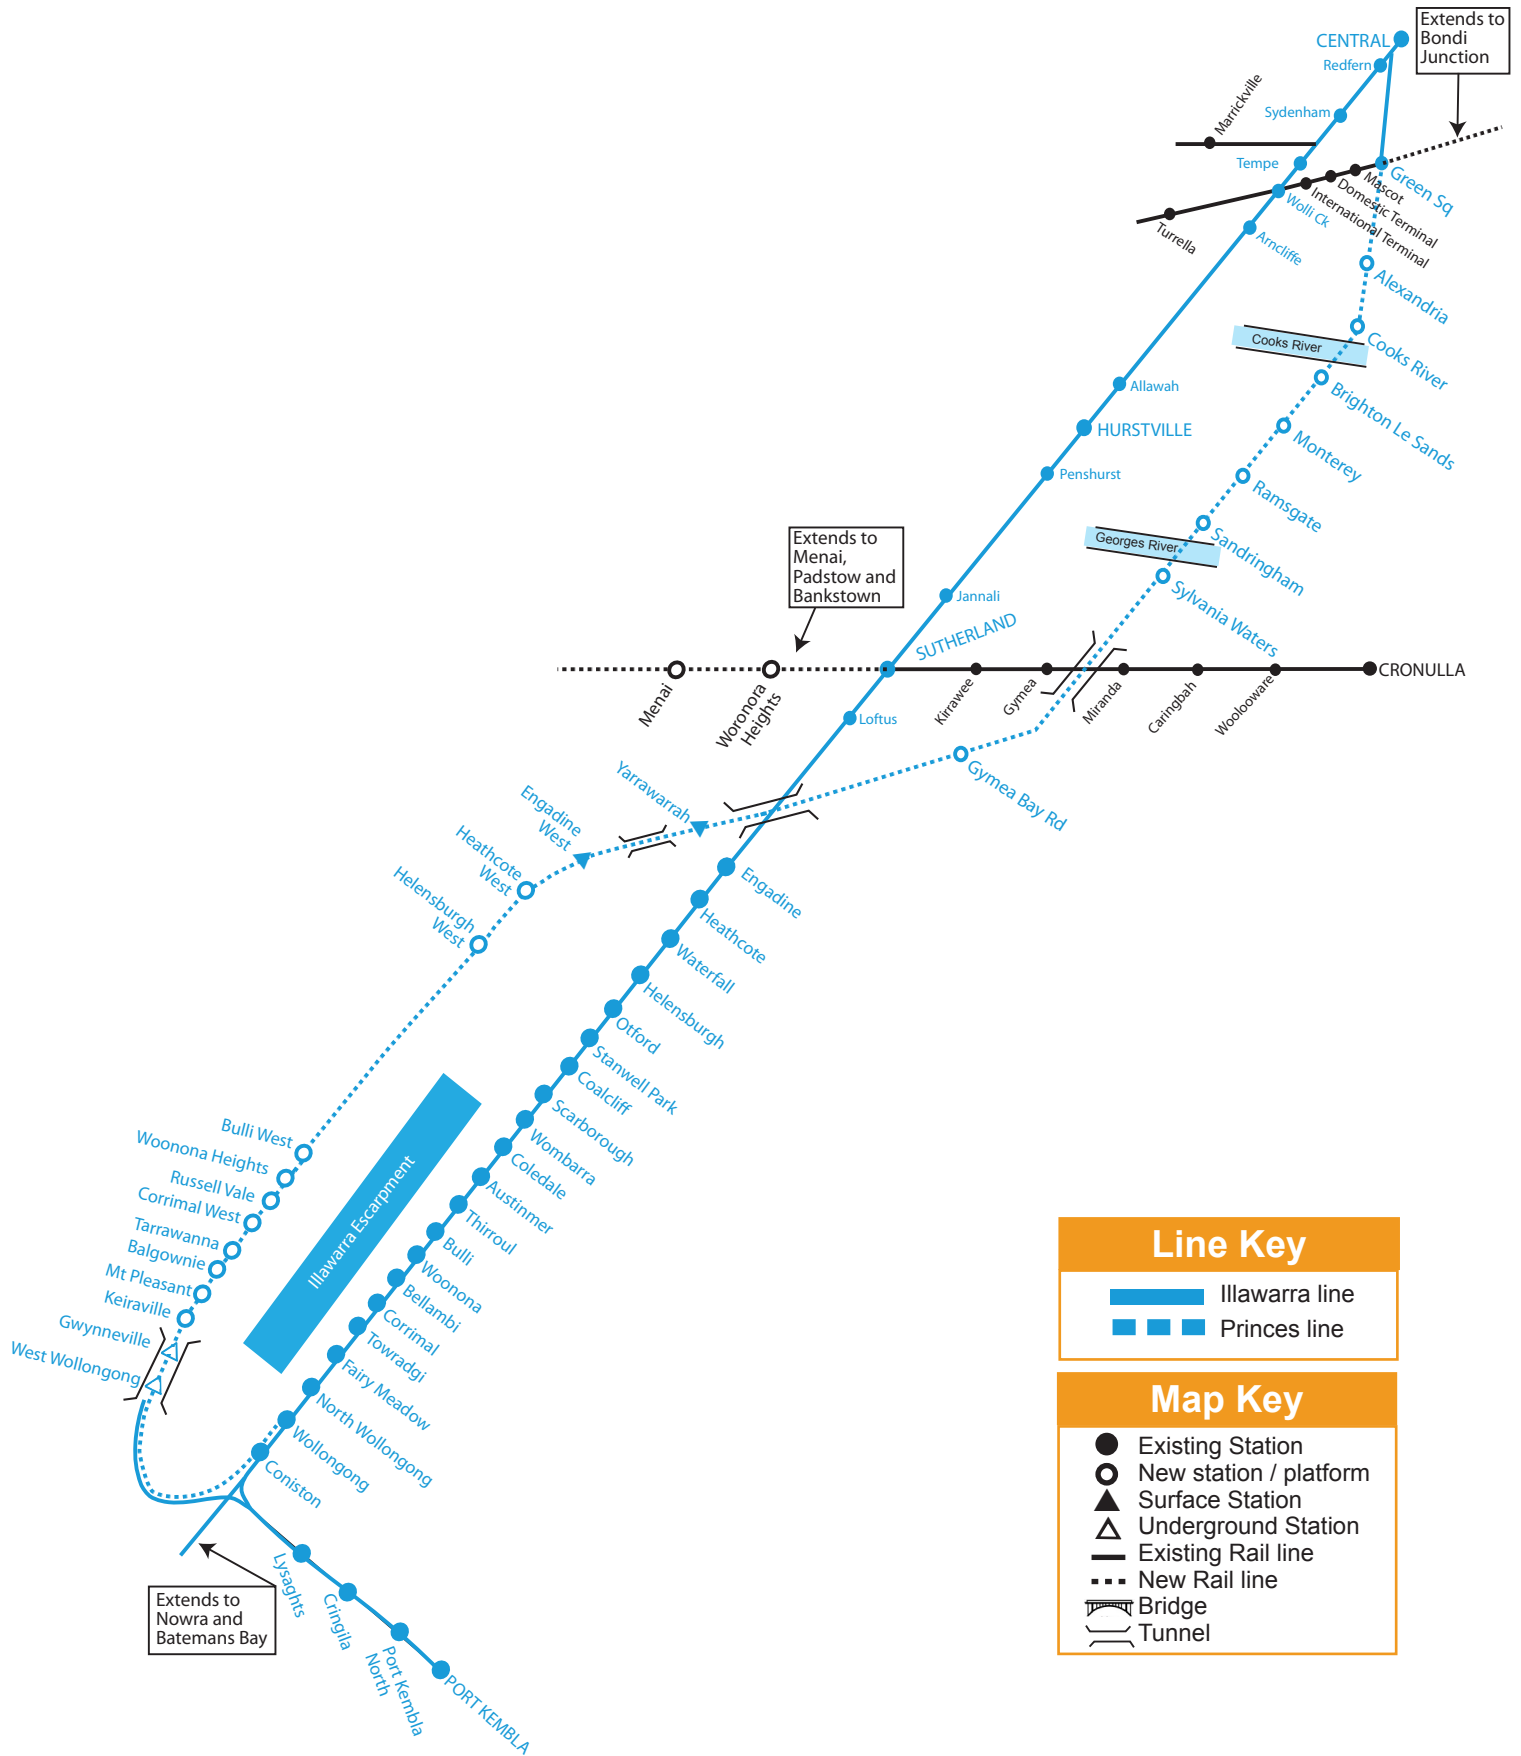 Extends to
Bondi
Junction
CENTRAL
Redfern
Marrickville
Sydenham
Tempe
Mascot
Green Sq
Domestic Terminal
International Terminal
Wolli Ck
Turrella
Arncliffe
Alexandria
Cooks River
Cooks River
Allawah
Brighton Le Sands
HURSTVILLE
Monterey
Penshurst
Ramsgate
Extends to
Menai,
Padstow and
Bankstown
Georges River
Sandringham
Jannali
Sylvania Waters
SUTHERLAND
CRONULLA
Menai
Woronora
Heights
Kirrawee
Gymea
Miranda
Caringbah
Woolooware
Loftus
Yarrawarrah
Gymea Bay Rd
Engadine
West
Heathcote
West
Helensburgh
West
Engadine
Heathcote
Waterfall
Helensburgh
Otford
Stanwell Park
Coalcliff
Scarborough
Wombarra
Coledale
Austinmer
Thirroul
Bulli
Woonona
Bellambi
Corrimal
Towradgi
Fairy Meadow
North Wollongong
Wollongong
Coniston
Bulli West
Woonona Heights
Russell Vale
Corrimal West
Tarrawanna
Balgownie
Mt Pleasant
Keiraville
Gwynneville
West Wollongong
Illawarra Escarpment
Extends to
Nowra and
Batemans Bay
Lysaghts
Cringila
Port Kembla
North
PORT KEMBLA
Line Key
Illawarra line
Princes line
Map Key
Existing Station
New station / platform
Surface Station
Underground Station
Existing Rail line
New Rail line
Bridge
Tunnel